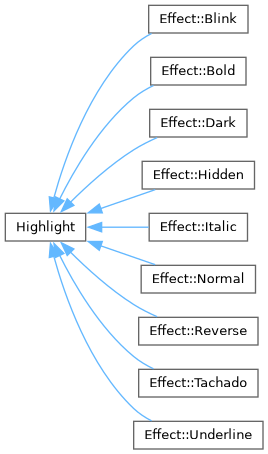 Effect::Blink
Effect::Bold
Effect::Dark
Effect::Hidden
Highlight
Effect::Italic
Effect::Normal
Effect::Reverse
Effect::Tachado
Effect::Underline